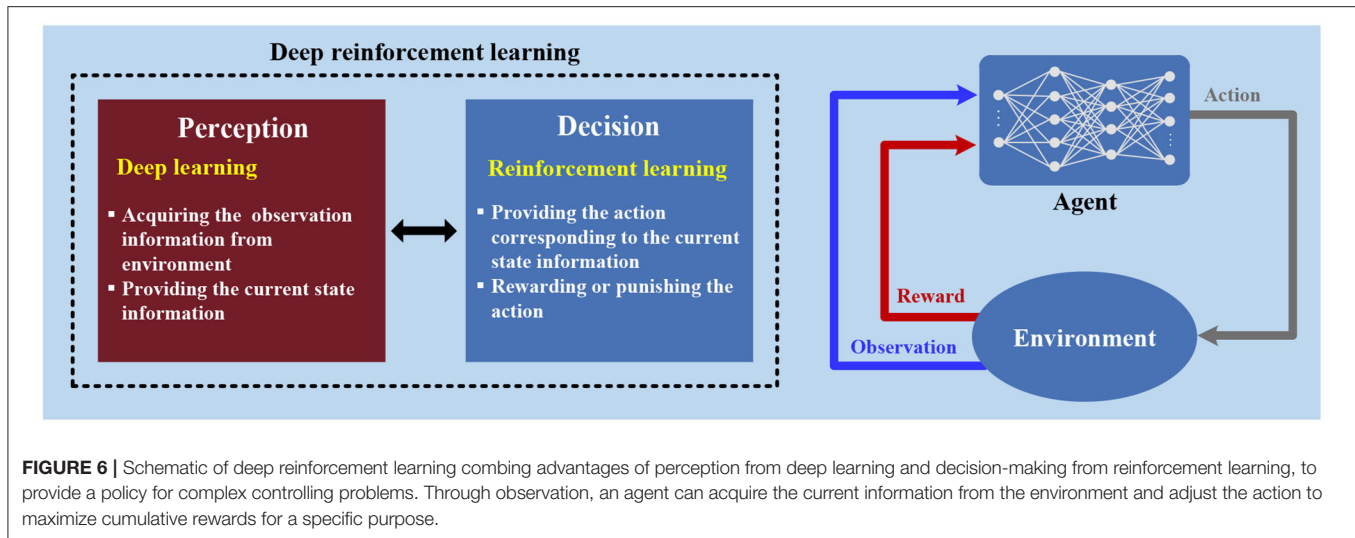 Deep reinforcement learning
Perception
Deep learning
▪ Acquiring the observation
information from
environment
▪ Providing the current state
information
Decision
Reinforcement learning
▪ Providing the action
corresponding to the current
state information
▪ Rewarding or punishing the
action
Action
Agent
Reward
Observation
Environment
FIGURE 6 | Schematic of deep reinforcement learning combing advantages of perception from deep learning and decision-making from reinforcement learning, to
provide a policy for complex controlling problems. Through observation, an agent can acquire the current information from the environment and adjust the action to
maximize cumulative rewards for a specific purpose.